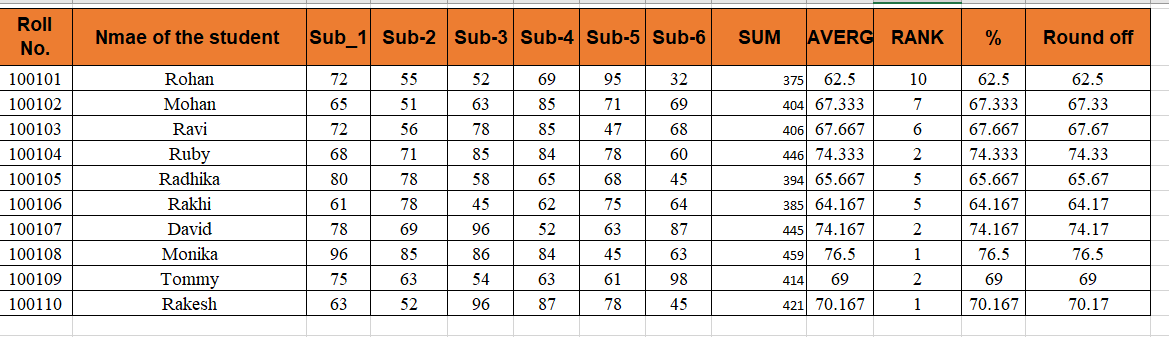 Roll No. Nmae of the student Sub_1 Sub-2 Sub-3 Sub-4 Sub-5 Sub-6 SUM AVERG RANK % Round off
100101 Rohan 72 55 52 69 95 32 375 62.5 10 62.5 62.5
100102 Mohan 65 51 63 85 71 69 404 67.333 7 67.333 67.33
100103 Ravi 72 56 78 85 47 68 406 67.667 6 67.667 67.67
100104 Ruby 68 71 85 84 78 60 446 74.333 2 74.333 74.33
100105 Radhika 80 78 58 65 68 45 394 65.667 5 65.667 65.67
100106 Rakhi 61 78 45 62 75 64 385 64.167 5 64.167 64.17
100107 David 78 69 96 52 63 87 445 74.167 2 74.167 74.17
100108 Monika 96 85 86 84 45 63 459 76.5 1 76.5 76.5
100109 Tommy 75 63 54 63 61 98 414 69 2 69 69
100110 Rakesh 63 52 96 87 78 45 421 70.167 1 70.167 70.17